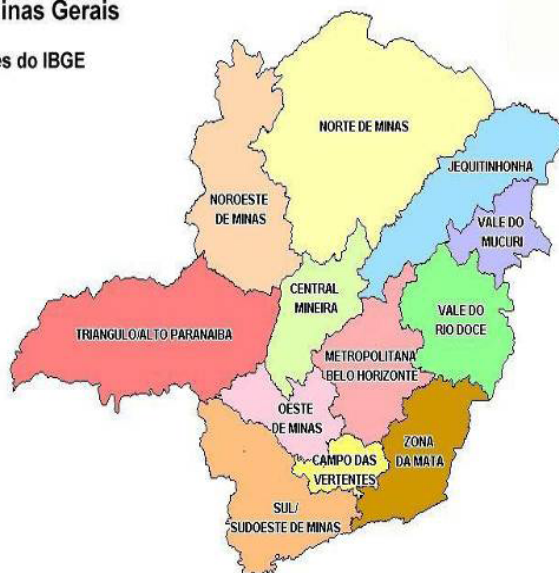 inas Gerais
es do IBGE
NORTE DE MINAS
JEQUITINHONHA
NOROESTE
DE MINAS
VALE DO
MUCURI
CENTRAL
MINEIRA
VALE DO
RIO DOCE
TRIANGULO/ALTO PARANAIBA
METROPOLITANA
BELO HORIZONTE
OESTE
DE MINAS
ZONA
DA MATA
CAMPO DAS
VERTENTES
SUL/
SUDOESTE DE MINAS